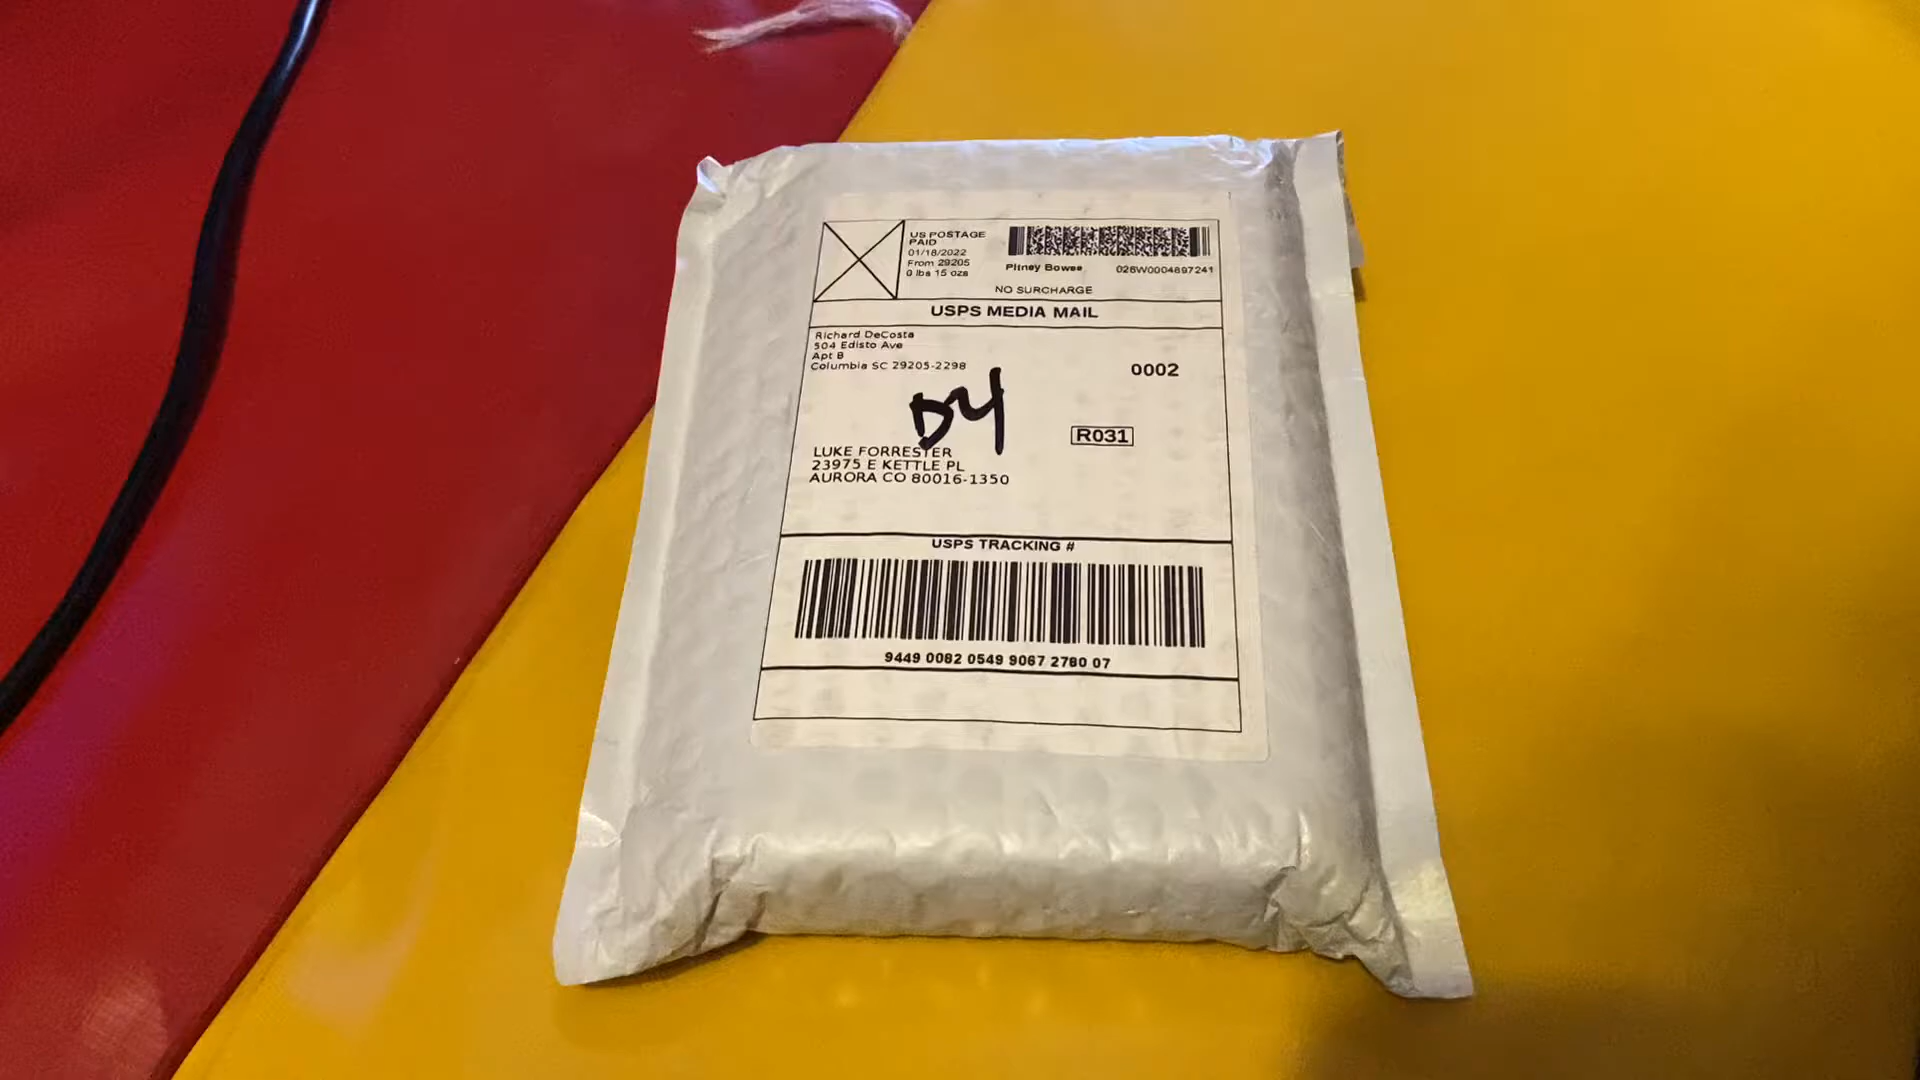 US POSTAGE
PAID
01/18/2022
From 29205
0 lbs 15 ozs
Pitney Bowes
026W0004897241
NO SURCHARGE
USPS MEDIA MAIL
Richard DeCosta
504 Edisto Ave
Apt B
Columbia SC 29205-2298
0002
D4
R031
LUKE FORRESTER
23975 E KETTLE PL
AURORA CO 80016-1350
USPS TRACKING #
9449 0082 0549 9067 2780 07